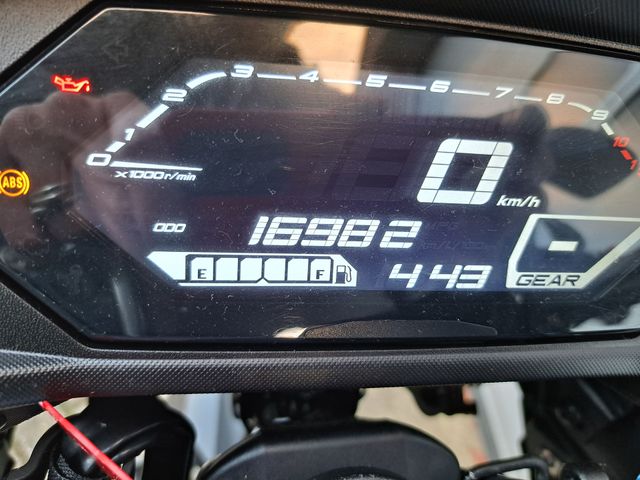 3 4 5 6 7 8 9
2
1
0
10
x1000 r/min
ABS
0 km/h
ODO 16982
E F 4 43
GEAR -